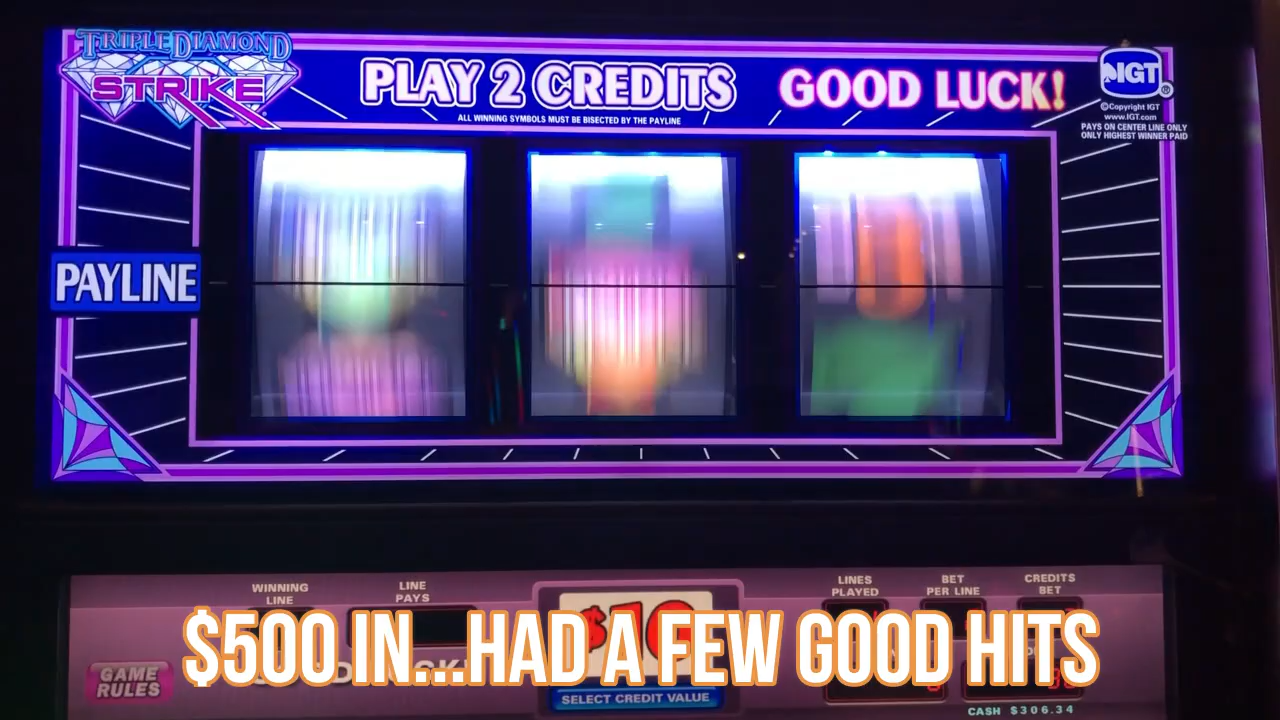 TRIPLE DIAMOND
STRIKE
PLAY 2 CREDITS
GOOD LUCK!
ALL WINNING SYMBOLS MUST BE BISECTED BY THE PAYLINE
IGT
®
©Copyright IGT
www.IGT.com
PAYS ON CENTER LINE ONLY
ONLY HIGHEST WINNER PAID
PAYLINE
WINNING
LINE
LINE
PAYS
LINES
PLAYED
BET
PER LINE
CREDITS
BET
$10
$500 IN...HAD A FEW GOOD HITS
GAME
RULES
SELECT CREDIT VALUE
CASH $306.34